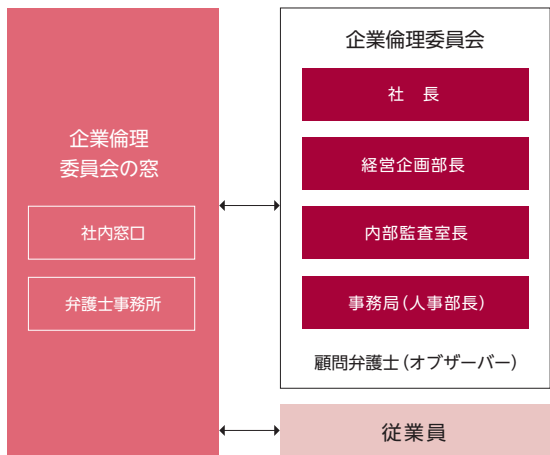 企業倫理
委員会の窓
社内窓口
弁護士事務所
企業倫理委員会
社　長
経営企画部長
内部監査室長
事務局(人事部長)
顧問弁護士(オブザーバー)
従業員